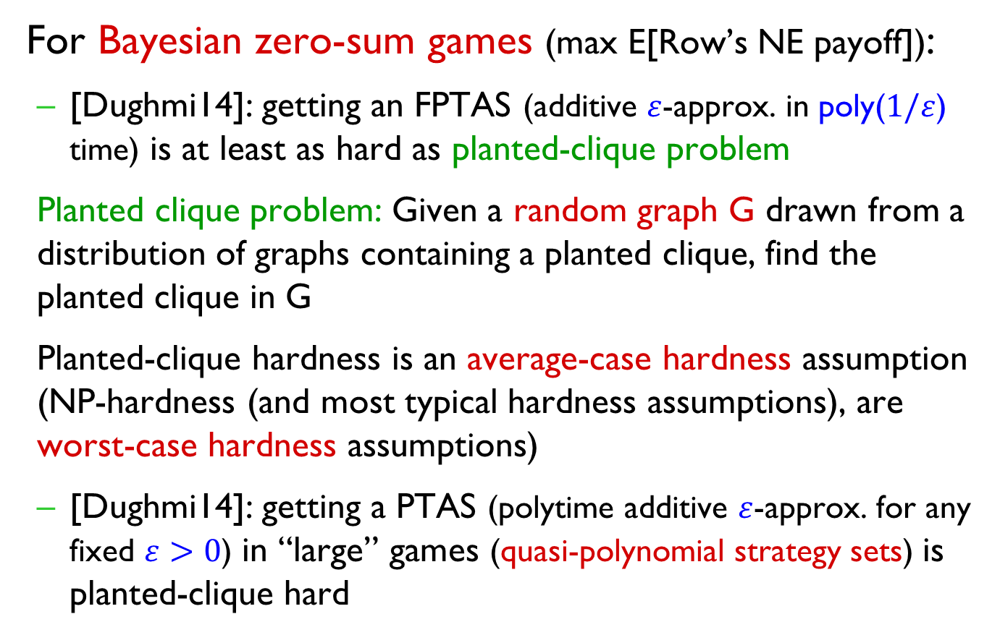 For Bayesian zero-sum games (max E[Row’s NE payoff]):
– [Dughmi14]: getting an FPTAS (additive ε-approx. in poly(1/ε)
time) is at least as hard as planted-clique problem
Planted clique problem: Given a random graph G drawn from a
distribution of graphs containing a planted clique, find the
planted clique in G
Planted-clique hardness is an average-case hardness assumption
(NP-hardness (and most typical hardness assumptions), are
worst-case hardness assumptions)
– [Dughmi14]: getting a PTAS (polytime additive ε-approx. for any
fixed ε > 0) in “large” games (quasi-polynomial strategy sets) is
planted-clique hard